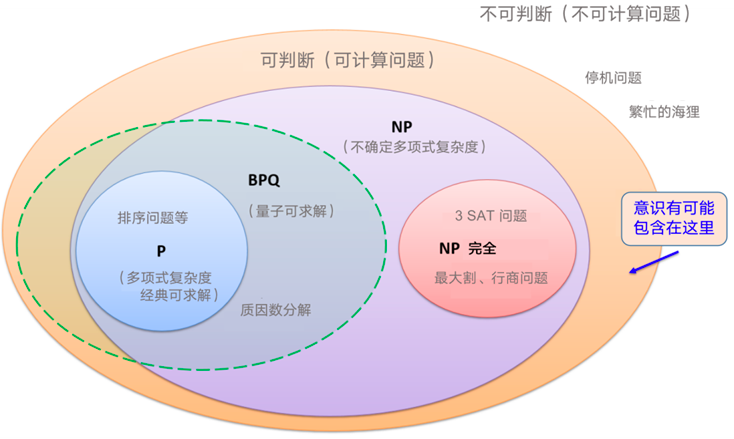 不可判断（不可计算问题）
可判断（可计算问题）
停机问题
繁忙的海狸
NP
（不确定多项式复杂度）
BPQ
（量子可求解）
意识有可能
包含在这里
排序问题等
P
（多项式复杂度
经典可求解）
质因数分解
3 SAT 问题
NP 完全
最大割、行商问题